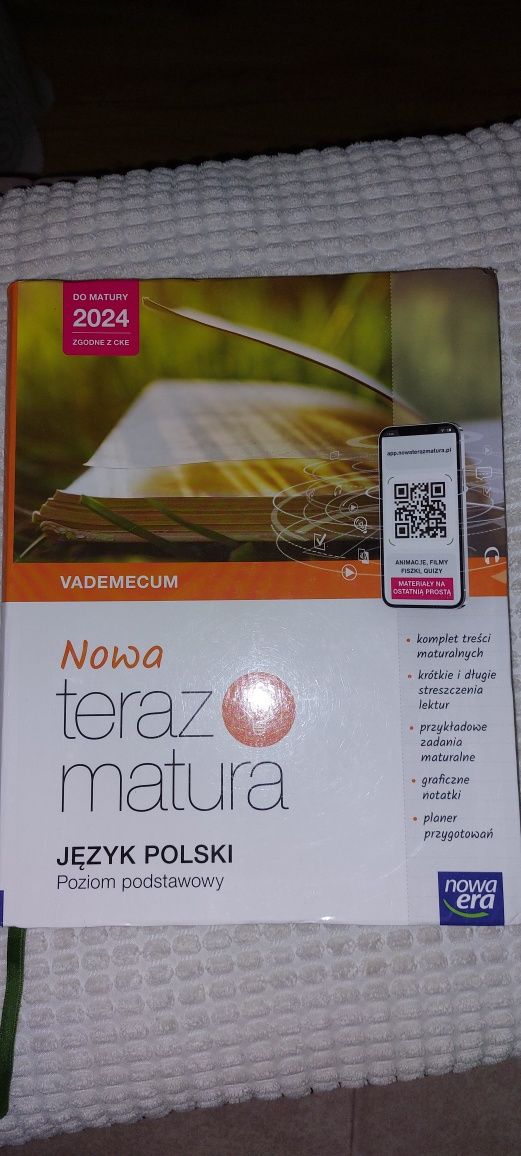 DO MATURY
2024
ZGODNE Z CKE
app.nowaterazmatura.pl
ANIMACJE, FILMY
FISZKI, QUIZY
MATERIAŁY NA
OSTATNIĄ PROSTĄ
VADEMECUM
Nowa
teraz
matura
JĘZYK POLSKI
Poziom podstawowy
• komplet treści
maturalnych
• krótkie i długie
streszczenia
lektur
• przykładowe
zadania
maturalne
• graficzne
notatki
• planer
przygotowań
nowa
era